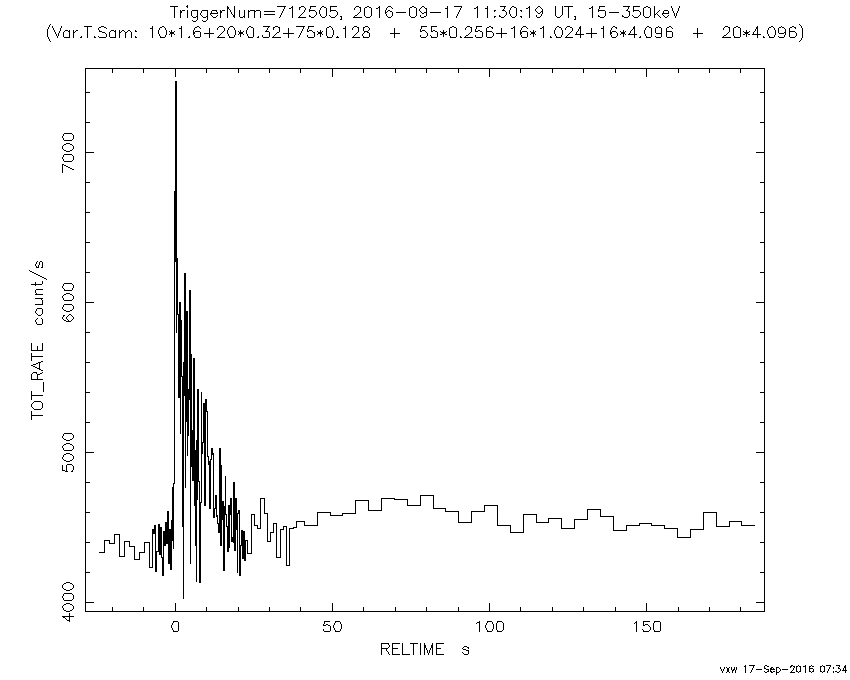 TriggerNum=712505, 2016-09-17 11:30:19 UT, 15-350keV
(Var.T.Sam: 10*1.6+20*0.32+75*0.128 + 55*0.256+16*1.024+16*4.096 + 20*4.096)
TOT_RATE count/s
7000
6000
5000
4000
0 50 100 150
RELTIME s
vxw 17-Sep-2016 07:34